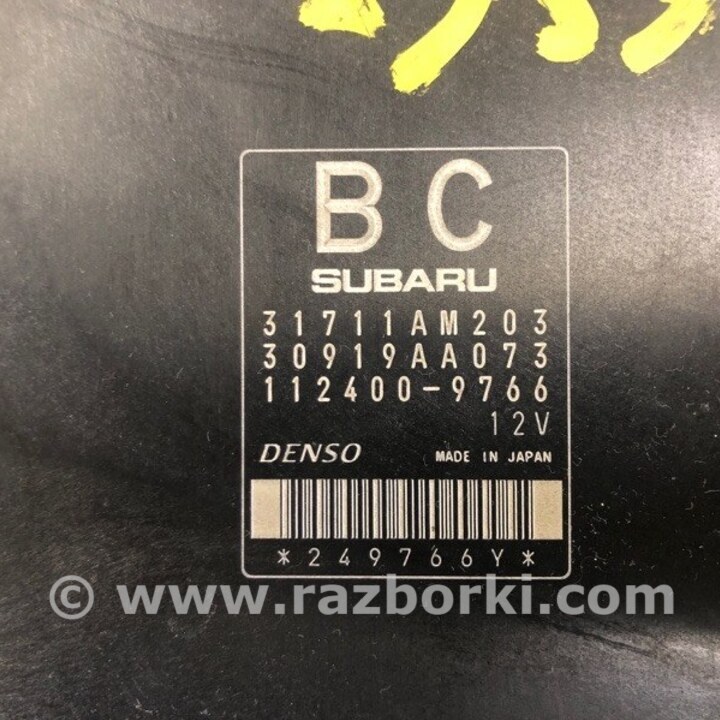 B C
SUBARU
31711AM203
30919AA073
112400-9766
12V
DENSO MADE IN JAPAN
*249766Y*
© www.razborki.com